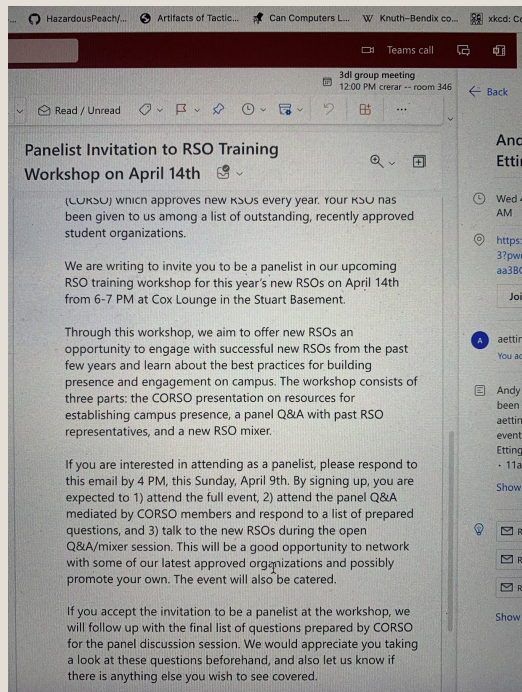 HazardousPeach/... Artifacts of Tactic... Can Computers L... W Knuth–Bendix co... xkcd: Co
Teams call
3dl group meeting
12:00 PM crerar -- room 346
Read / Unread
Back
Panelist Invitation to RSO Training
Workshop on April 14th
And
Ettin
(CORSO) which approves new RSOs every year. Your RSO has
been given to us among a list of outstanding, recently approved
student organizations.
We are writing to invite you to be a panelist in our upcoming
RSO training workshop for this year's new RSOs on April 14th
from 6-7 PM at Cox Lounge in the Stuart Basement.
Through this workshop, we aim to offer new RSOs an
opportunity to engage with successful new RSOs from the past
few years and learn about the best practices for building
presence and engagement on campus. The workshop consists of
three parts: the CORSO presentation on resources for
establishing campus presence, a panel Q&A with past RSO
representatives, and a new RSO mixer.
If you are interested in attending as a panelist, please respond to
this email by 4 PM, this Sunday, April 9th. By signing up, you are
expected to 1) attend the full event, 2) attend the panel Q&A
mediated by CORSO members and respond to a list of prepared
questions, and 3) talk to the new RSOs during the open
Q&A/mixer session. This will be a good opportunity to network
with some of our latest approved organizations and possibly
promote your own. The event will also be catered.
If you accept the invitation to be a panelist at the workshop, we
will follow up with the final list of questions prepared by CORSO
for the panel discussion session. We would appreciate you taking
a look at these questions beforehand, and also let us know if
there is anything else you wish to see covered.
Wed 4
AM
https:
3?pwd
aa3B
Joi
A aettin
You ac
Andy
been
aettin
event
Etting
· 11a
Show
R
R
R
Show